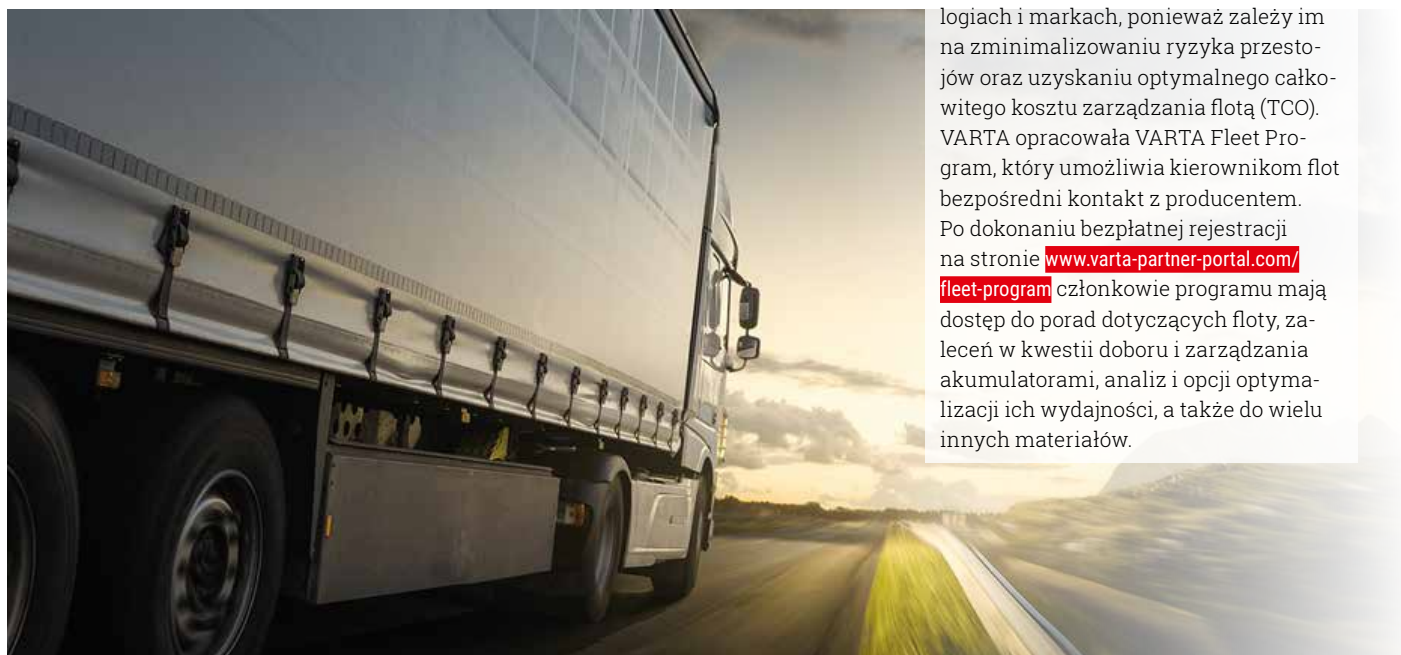 logiach i markach, ponieważ zależy im
na zminimalizowaniu ryzyka przesto-
jów oraz uzyskaniu optymalnego całko-
witego kosztu zarządzania flotą (TCO).
VARTA opracowała VARTA Fleet Pro-
gram, który umożliwia kierownikom flot
bezpośredni kontakt z producentem.
Po dokonaniu bezpłatnej rejestracji
na stronie www.varta-partner-portal.com/
fleet-program członkowie programu mają
dostęp do porad dotyczących floty, za-
leceń w kwestii doboru i zarządzania
akumulatorami, analiz i opcji optyma-
lizacji ich wydajności, a także do wielu
innych materiałów.